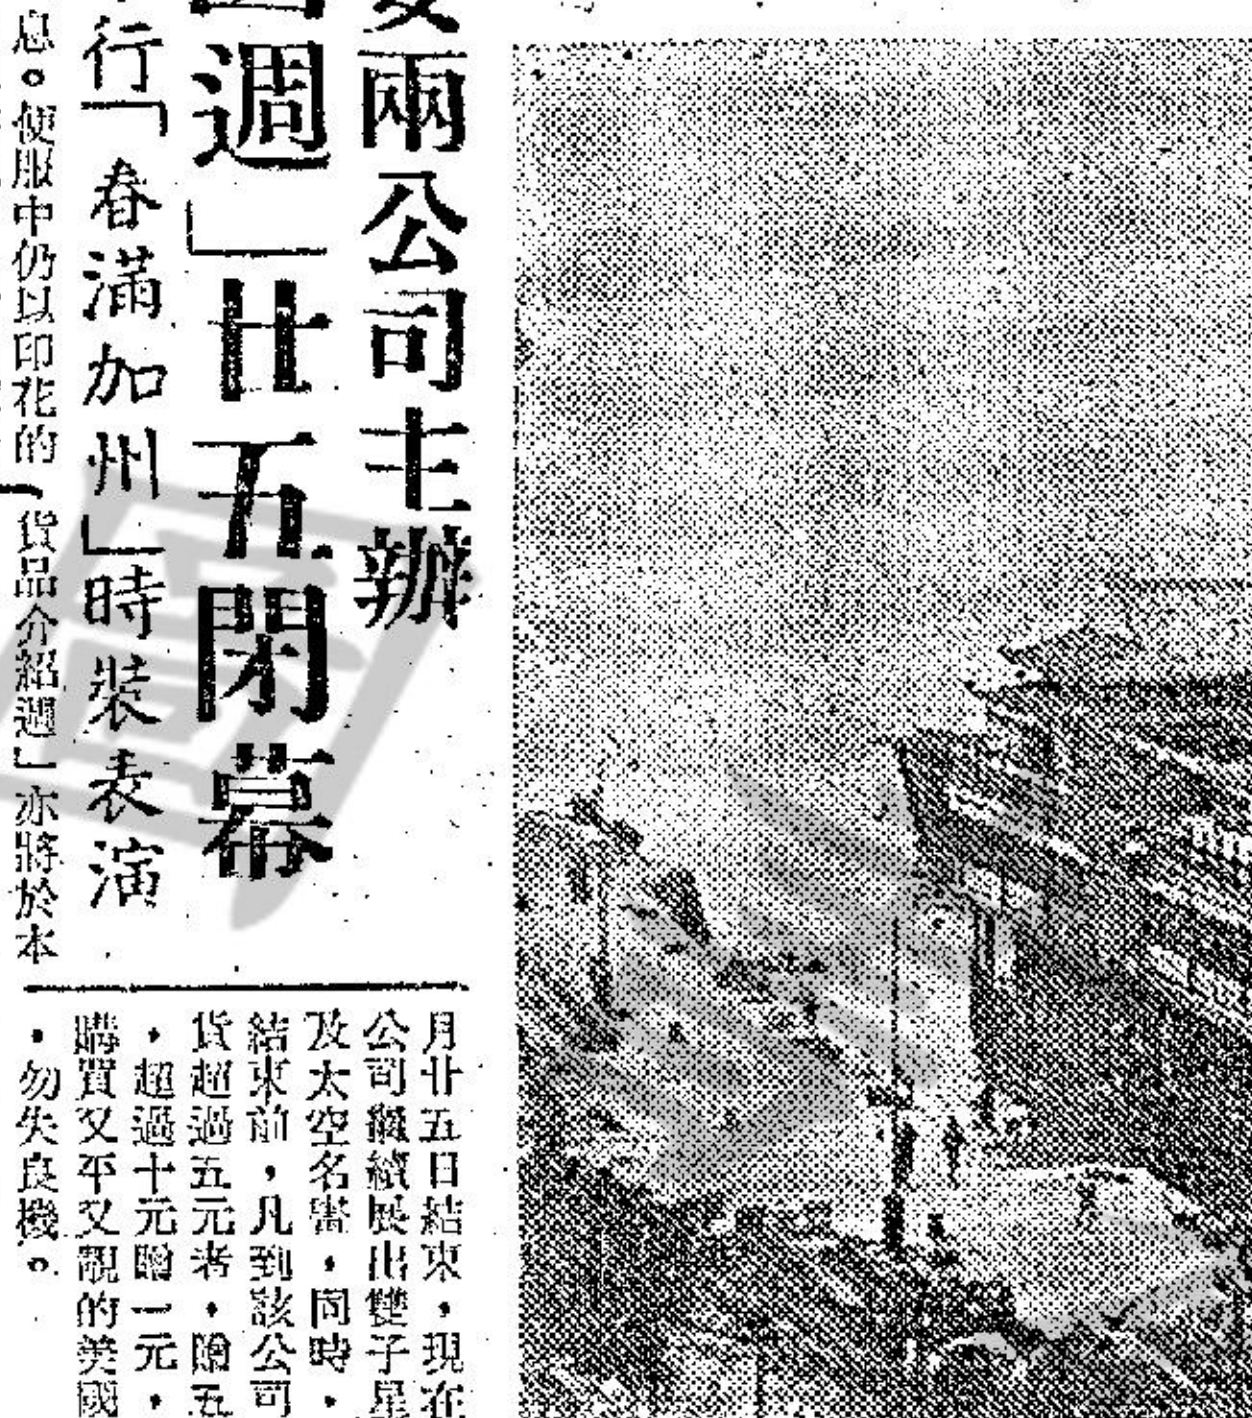 兩公司主辦
週」廿五閉幕
行「春滿加州」時裝表演
息。便服中仍以印花的
貨品介紹週」亦將於本
月廿五日結束，現在
公司繼續展出雙子星
及太空名畫，同時，
結束前，凡到該公司
貨超過五元者，贈五
，超過十元贈一元，
購買又平又靚的美國
，勿失良機。